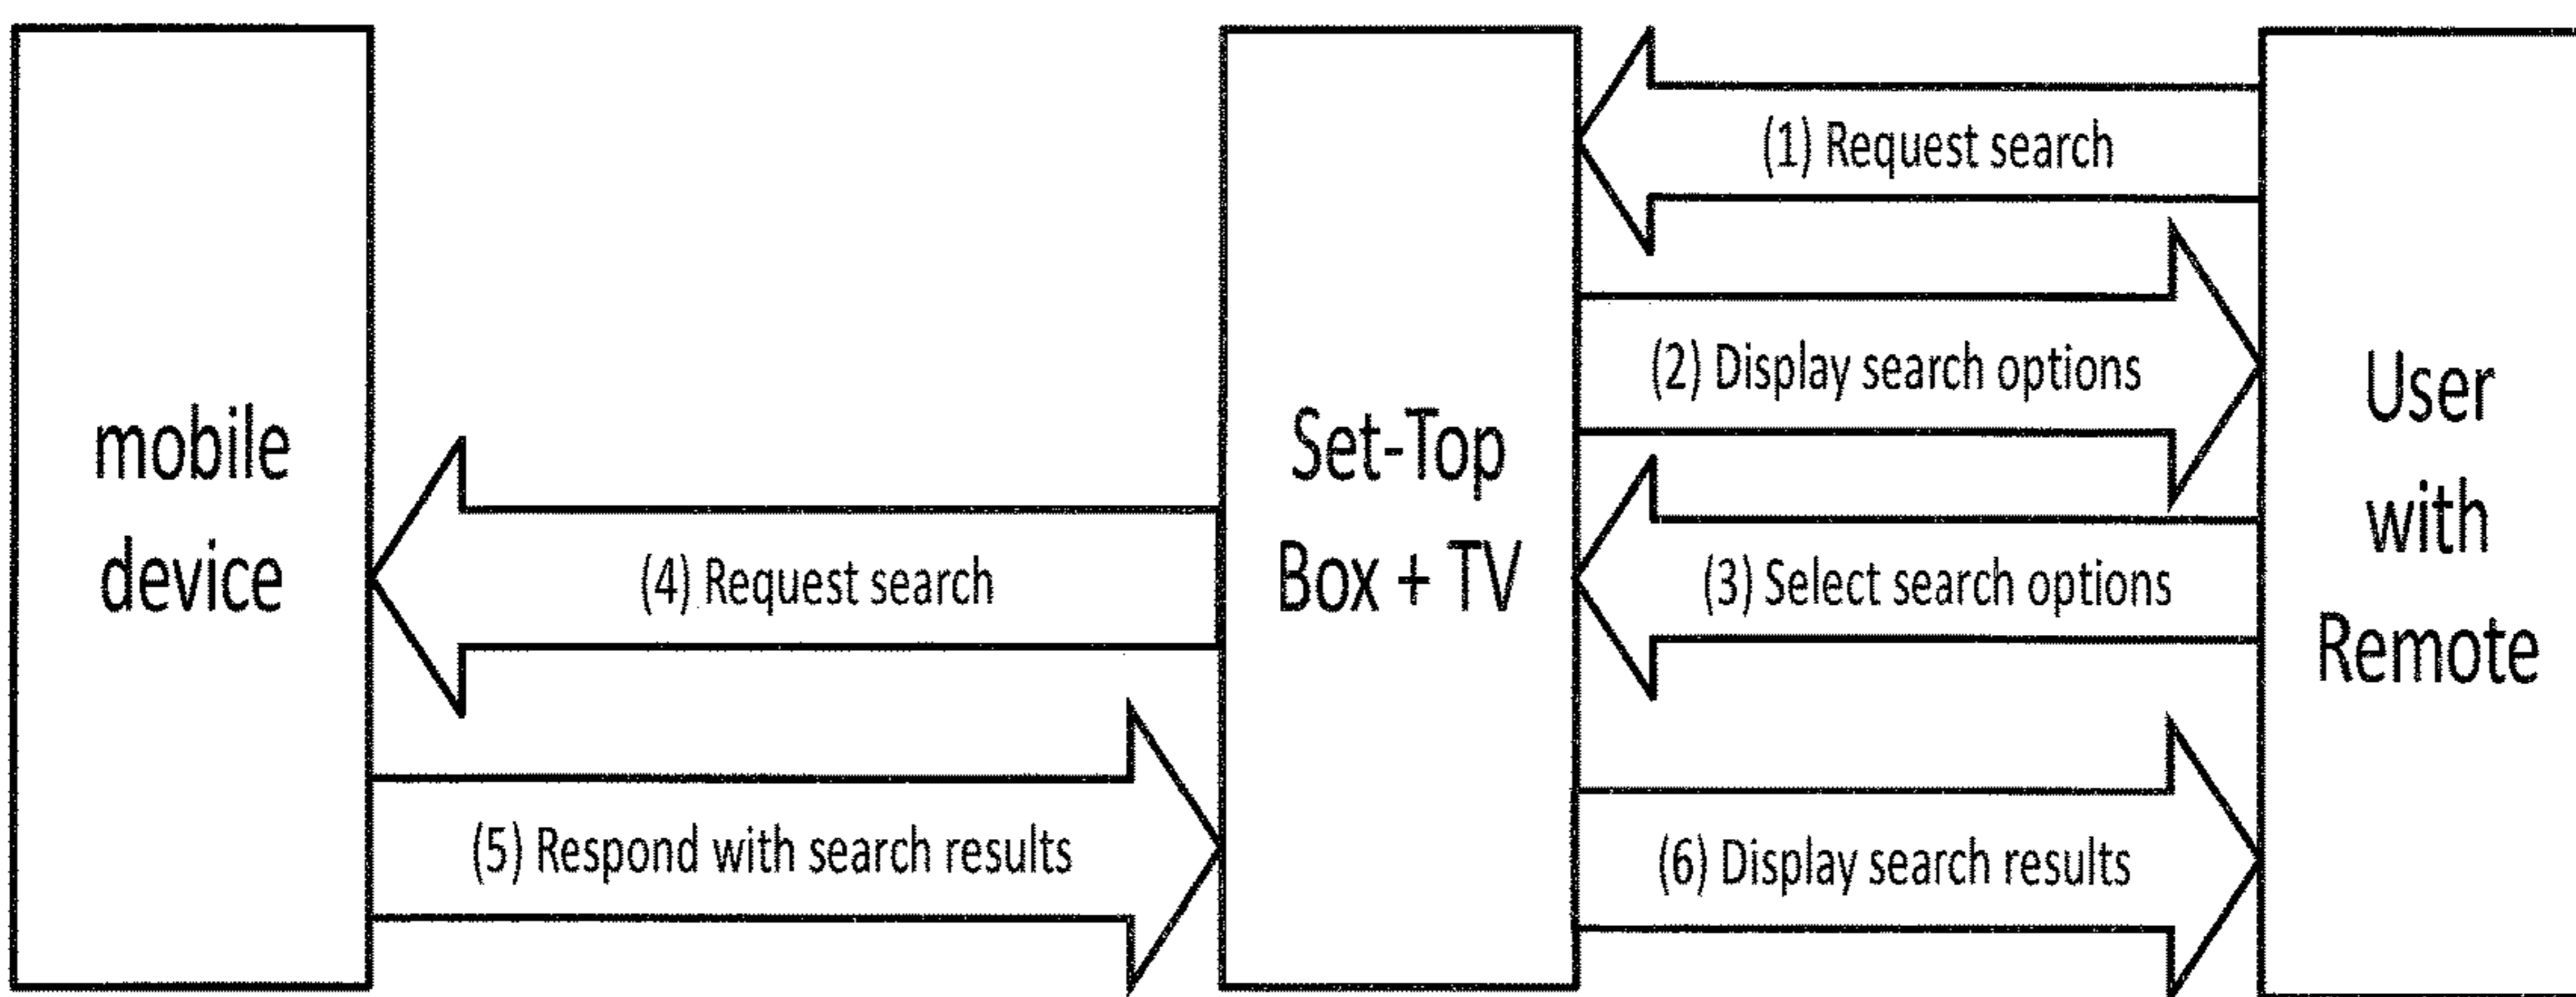 mobile
device
Set-Top
Box + TV
User
with
Remote
(1) Request search
(2) Display search options
(3) Select search options
(4) Request search
(5) Respond with search results
(6) Display search results